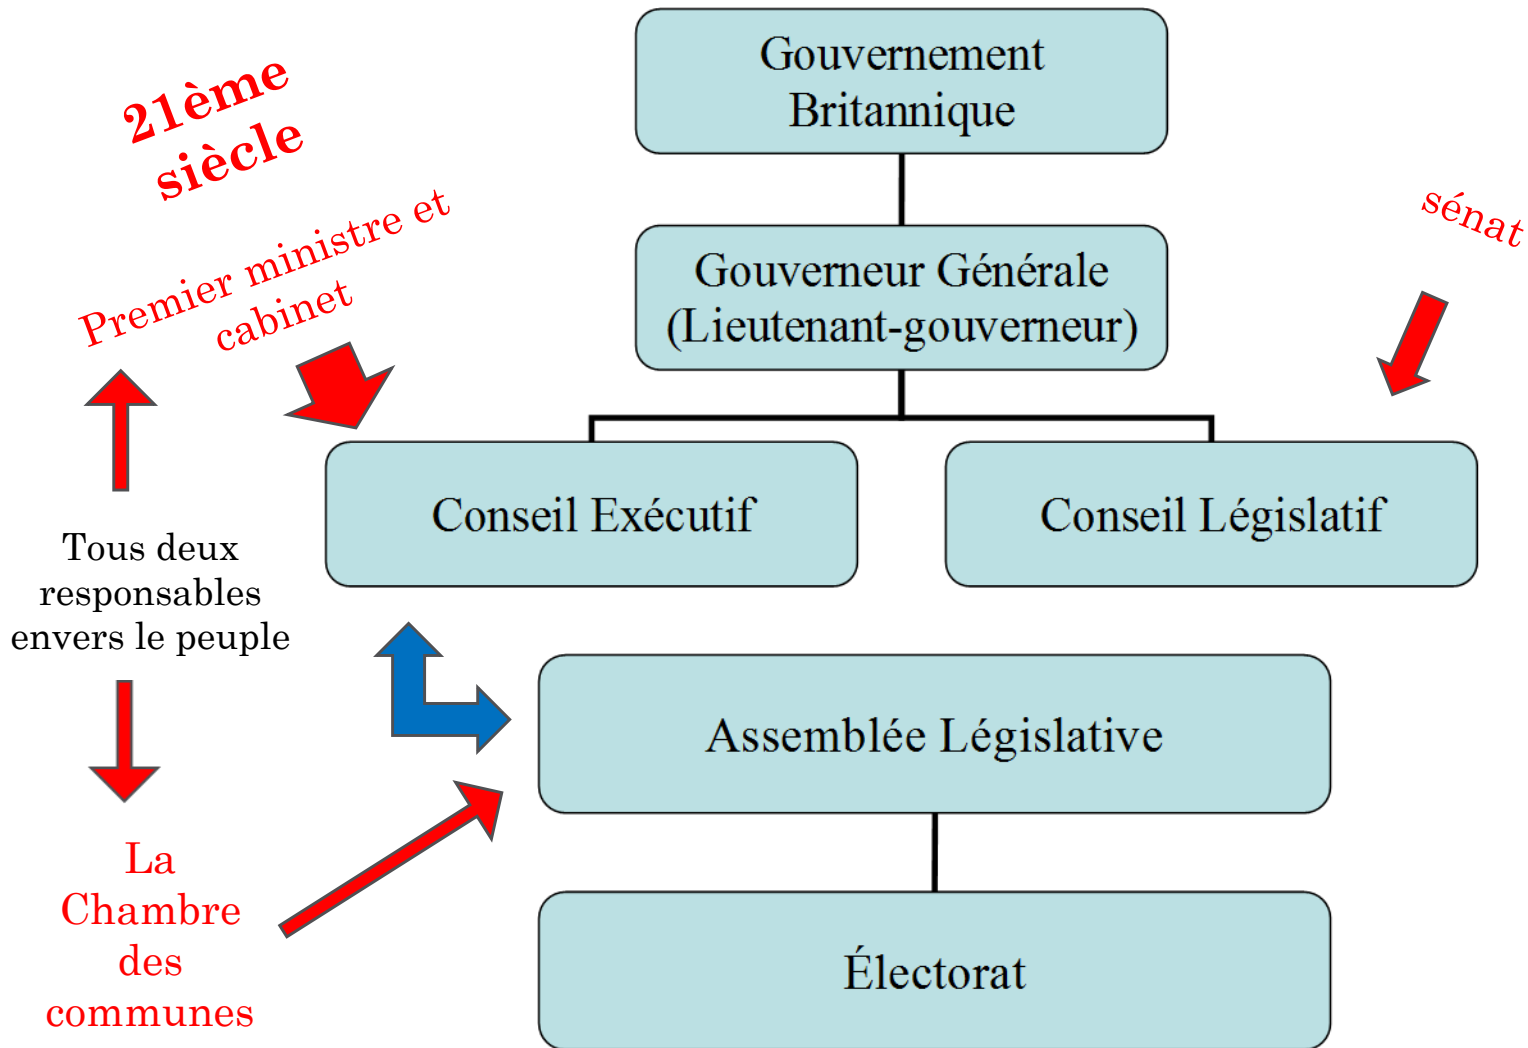 Gouvernement
Britannique
21ème
siècle
Premier ministre et
cabinet
sénat
Gouverneur Générale
(Lieutenant-gouverneur)
Conseil Exécutif
Conseil Législatif
Tous deux
responsables
envers le peuple
Assemblée Législative
La
Chambre
des
communes
Électorat